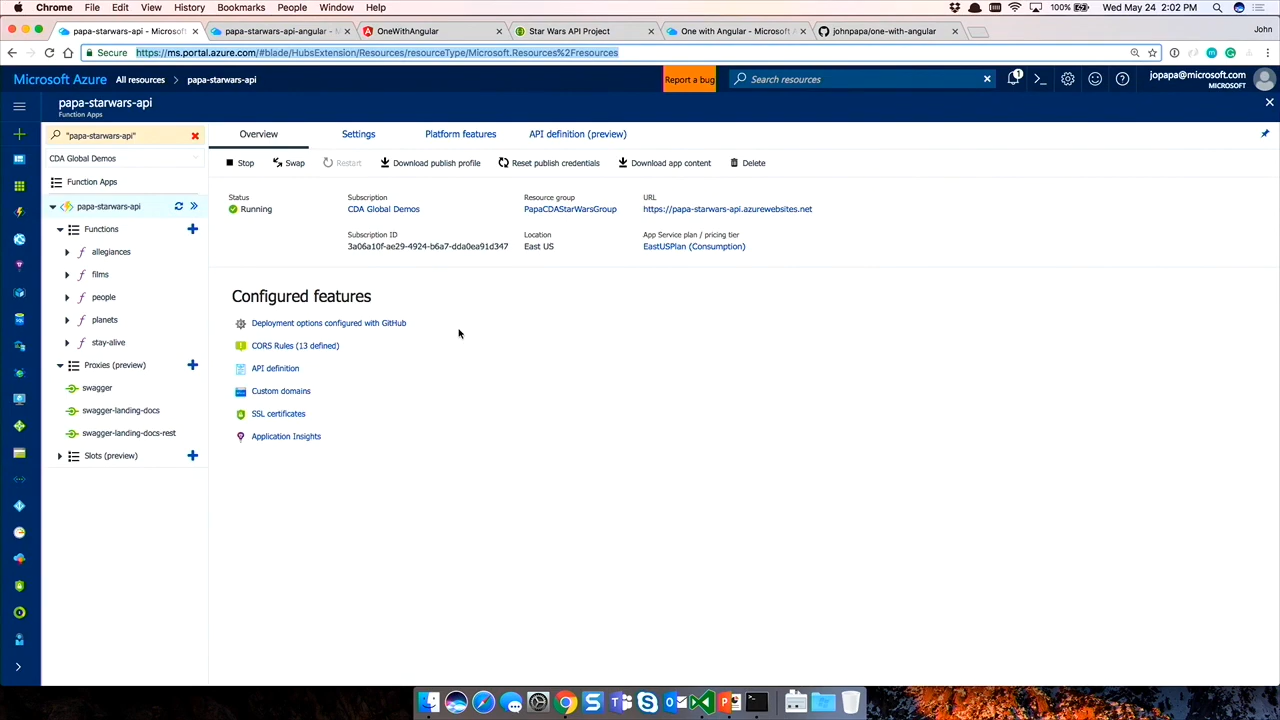 Chrome File Edit View History Bookmarks People Window Help 100% Wed May 24 2:02 PM
papa-starwars-api - Microsoft papa-starwars-api-angular - M OneWithAngular Star Wars API Project One with Angular - Microsoft A johnpapa/one-with-angular John
Secure https://ms.portal.azure.com/#blade/HubsExtension/Resources/resourceType/Microsoft.Resources%2Fresources
Microsoft Azure All resources papa-starwars-api Report a bug Search resources 1 jopapa@microsoft.com
MICROSOFT
papa-starwars-api
Function Apps
"papa-starwars-api" Overview Settings Platform features API definition (preview)
CDA Global Demos Stop Swap Restart Download publish profile Reset publish credentials Download app content Delete
Function Apps
Status Subscription Resource group URL
papa-starwars-api Running CDA Global Demos PapaCDAStarWarsGroup https://papa-starwars-api.azurewebsites.net
Functions Subscription ID Location App Service plan / pricing tier
3a06a10f-ae29-4924-b6a7-dda0ea91d347 East US EastUSPlan (Consumption)
allegiances
films
people Configured features
planets Deployment options configured with GitHub
stay-alive CORS Rules (13 defined)
Proxies (preview) API definition
swagger Custom domains
swagger-landing-docs SSL certificates
swagger-landing-docs-rest Application Insights
Slots (preview)